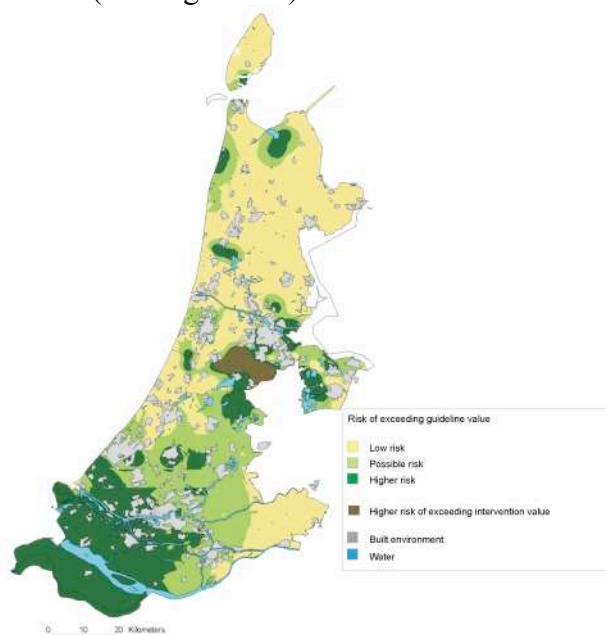 Risk of exceeding guideline value
Low risk
Possible risk
Higher risk
Higher risk of exceeding intervention value
Built environment
Water
0 10 20 Kilometers